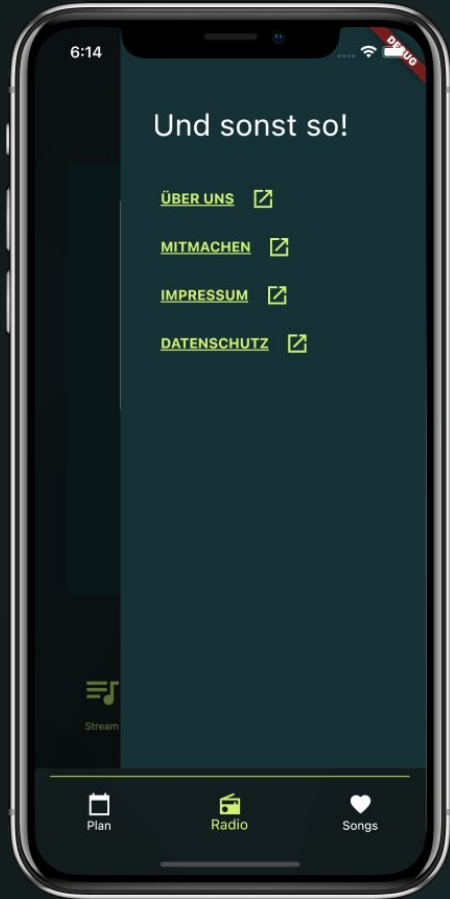 6:14
DEBUG
Und sonst so!
ÜBER UNS
MITMACHEN
IMPRESSUM
DATENSCHUTZ
Stream
Plan
Radio
Songs